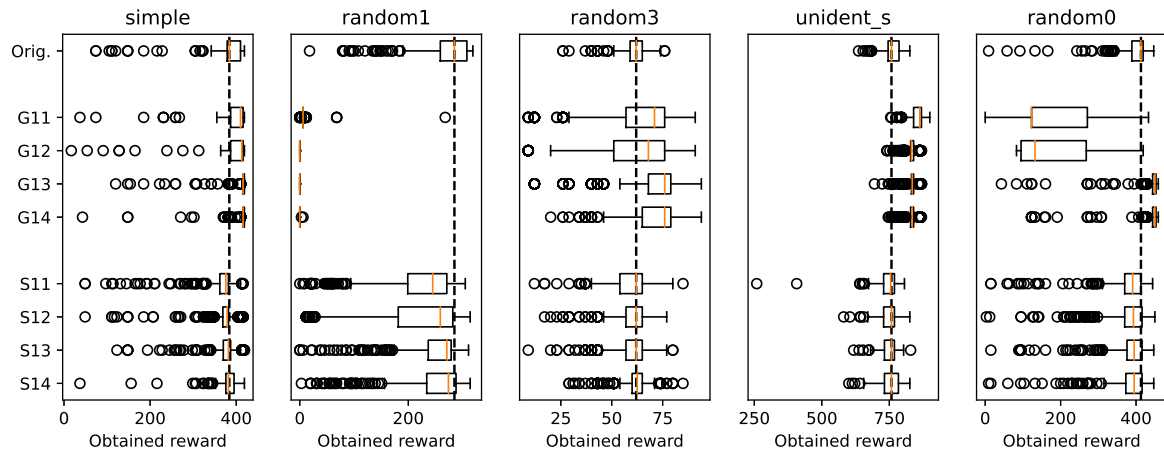 simple random1 random3 unident_s random0
Orig.
G11
G12
G13
G14
S11
S12
S13
S14
0 200 400 0 200 25 50 75 250 500 750 0 200 400
Obtained reward Obtained reward Obtained reward Obtained reward Obtained reward